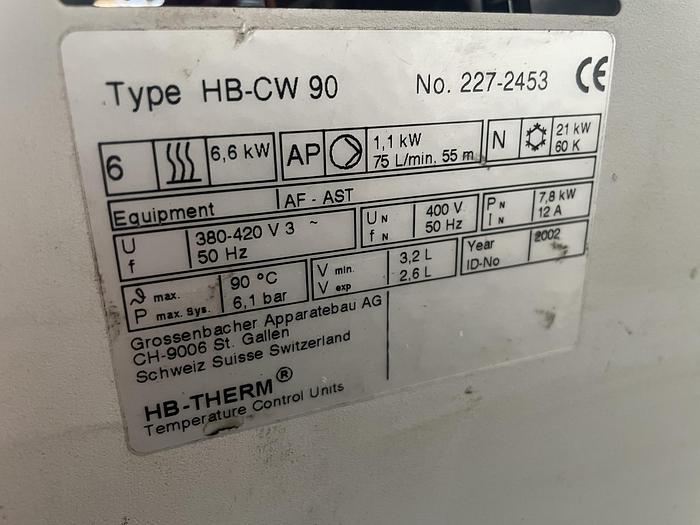 Type HB-CW 90 No. 227-2453 CE
6 6,6 kW AP 1,1 kW N 21 kW
75 L/min. 55 m 60 K
Equipment AF - AST
U 380-420 V 3 ~ U N 400 V P N 7,8 kW
f 50 Hz f N 50 Hz I N 12 A
ϑ max. 90 °C V min. 3,2 L Year 2002
P max. Sys. 6,1 bar V exp 2,6 L ID-No
Grossenbacher Apparatebau AG
CH-9006 St. Gallen
Schweiz Suisse Switzerland
HB-THERM®
Temperature Control Units